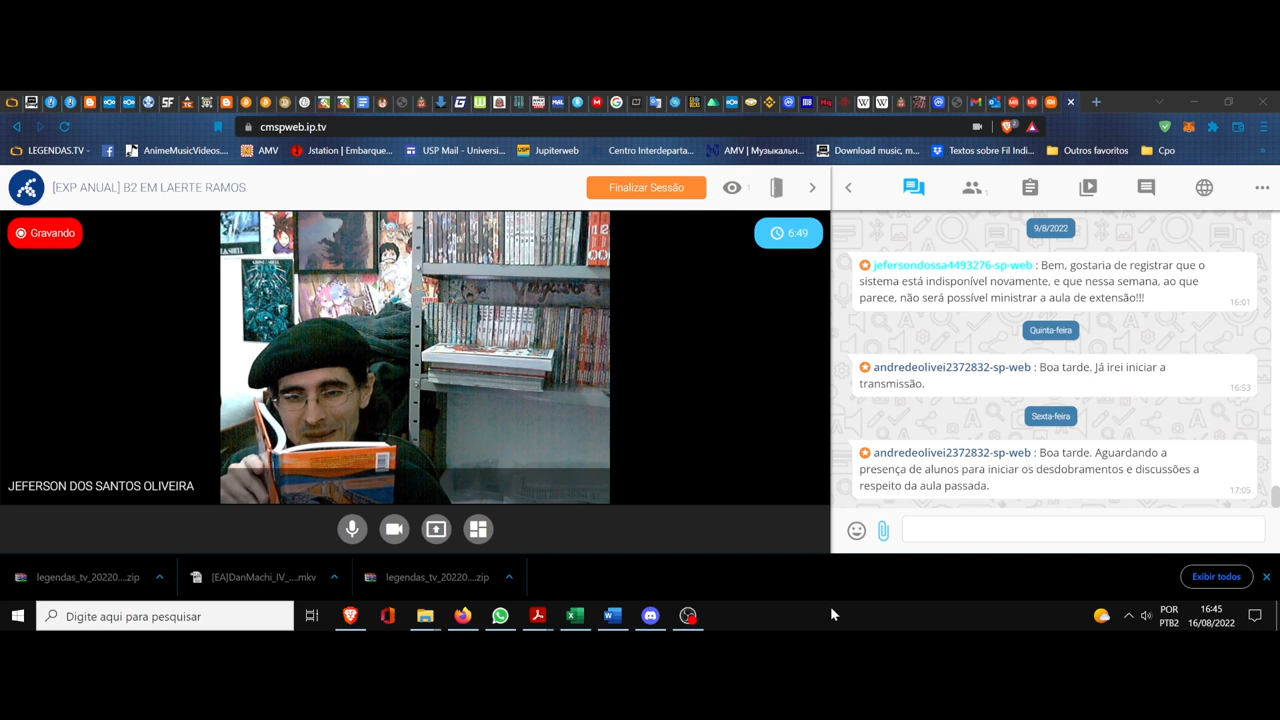 cmspweb.ip.tv
2
LEGENDAS.TV -
AnimeMusicVideos...
AMV
Jstation | Embarque...
USP Mail - Universi...
Jupiterweb
Centro Interdeparta...
AMV | Музыкальн...
Download music, m...
Textos sobre Fil Indi...
Outros favoritos
Cpo
[EXP ANUAL] B2 EM LAERTE RAMOS
Finalizar Sessão
1
1
Gravando
6:49
JEFERSON DOS SANTOS OLIVEIRA
9/8/2022
jefersondossa4493276-sp-web : Bem, gostaria de registrar que o
sistema está indisponível novamente, e que nessa semana, ao que
parece, não será possível ministrar a aula de extensão!!!
16:01
Quinta-feira
andredeolivei2372832-sp-web : Boa tarde. Já irei iniciar a
transmissão.
16:53
Sexta-feira
andredeolivei2372832-sp-web : Boa tarde. Aguardando a
presença de alunos para iniciar os desdobramentos e discussões a
respeito da aula passada.
17:05
legendas_tv_20220....zip
[EA]DanMachi_IV_....mkv
legendas_tv_20220....zip
Exibir todos
Digite aqui para pesquisar
POR
PTB2
16:45
16/08/2022